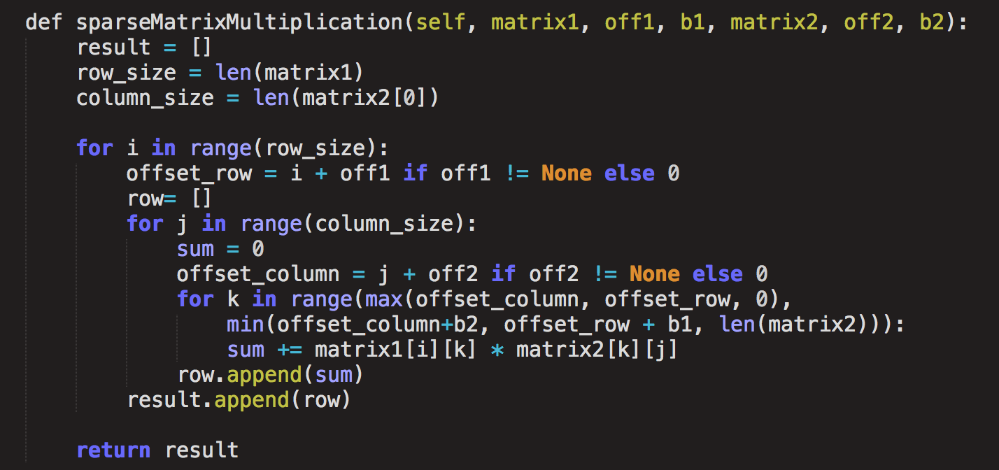 def sparseMatrixMultiplication(self, matrix1, off1, b1, matrix2, off2, b2):
    result = []
    row_size = len(matrix1)
    column_size = len(matrix2[0])

    for i in range(row_size):
        offset_row = i + off1 if off1 != None else 0
        row= []
        for j in range(column_size):
            sum = 0
            offset_column = j + off2 if off2 != None else 0
            for k in range(max(offset_column, offset_row, 0),
                min(offset_column+b2, offset_row + b1, len(matrix2))):
                sum += matrix1[i][k] * matrix2[k][j]
            row.append(sum)
        result.append(row)

    return result